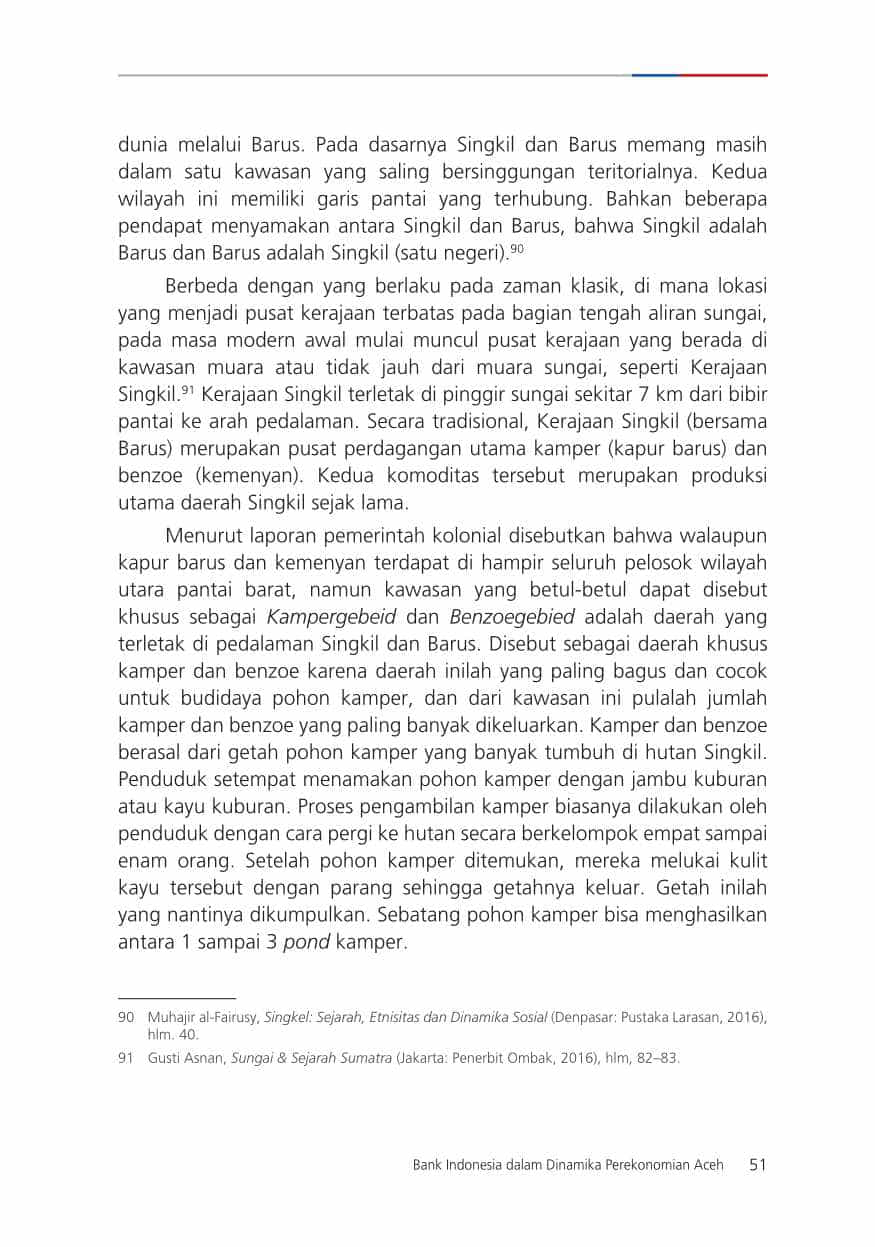 dunia melalui Barus. Pada dasarnya Singkil dan Barus memang masih
dalam satu kawasan yang saling bersinggungan teritorialnya. Kedua
wilayah ini memiliki garis pantai yang terhubung. Bahkan beberapa
pendapat menyamakan antara Singkil dan Barus, bahwa Singkil adalah
Barus dan Barus adalah Singkil (satu negeri).90
Berbeda dengan yang berlaku pada zaman klasik, di mana lokasi
yang menjadi pusat kerajaan terbatas pada bagian tengah aliran sungai,
pada masa modern awal mulai muncul pusat kerajaan yang berada di
kawasan muara atau tidak jauh dari muara sungai, seperti Kerajaan
Singkil.91 Kerajaan Singkil terletak di pinggir sungai sekitar 7 km dari bibir
pantai ke arah pedalaman. Secara tradisional, Kerajaan Singkil (bersama
Barus) merupakan pusat perdagangan utama kamper (kapur barus) dan
benzoe (kemenyan). Kedua komoditas tersebut merupakan produksi
utama daerah Singkil sejak lama.
Menurut laporan pemerintah kolonial disebutkan bahwa walaupun
kapur barus dan kemenyan terdapat di hampir seluruh pelosok wilayah
utara pantai barat, namun kawasan yang betul-betul dapat disebut
khusus sebagai Kampergebeid dan Benzoegebied adalah daerah yang
terletak di pedalaman Singkil dan Barus. Disebut sebagai daerah khusus
kamper dan benzoe karena daerah inilah yang paling bagus dan cocok
untuk budidaya pohon kamper, dan dari kawasan ini pulalah jumlah
kamper dan benzoe yang paling banyak dikeluarkan. Kamper dan benzoe
berasal dari getah pohon kamper yang banyak tumbuh di hutan Singkil.
Penduduk setempat menamakan pohon kamper dengan jambu kuburan
atau kayu kuburan. Proses pengambilan kamper biasanya dilakukan oleh
penduduk dengan cara pergi ke hutan secara berkelompok empat sampai
enam orang. Setelah pohon kamper ditemukan, mereka melukai kulit
kayu tersebut dengan parang sehingga getahnya keluar. Getah inilah
yang nantinya dikumpulkan. Sebatang pohon kamper bisa menghasilkan
antara 1 sampai 3 pond kamper.
90 Muhajir al-Fairusy, Singkel: Sejarah, Etnisitas dan Dinamika Sosial (Denpasar: Pustaka Larasan, 2016),
hlm. 40.
91 Gusti Asnan, Sungai & Sejarah Sumatra (Jakarta: Penerbit Ombak, 2016), hlm, 82–83.
Bank Indonesia dalam Dinamika Perekonomian Aceh 51